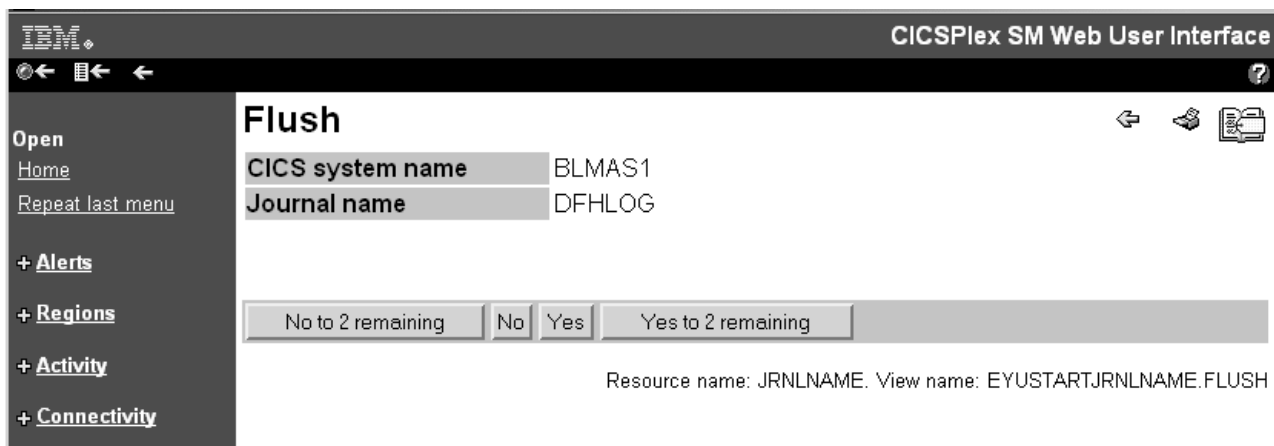 IBM.
CICSPlex SM Web User Interface
?
Open
Home
Repeat last menu
+ Alerts
+ Regions
+ Activity
+ Connectivity
Flush
CICS system name BLMAS1
Journal name DFHLOG
No to 2 remaining No Yes Yes to 2 remaining
Resource name: JRNLNAME. View name: EYUSTARTJRNLNAME.FLUSH